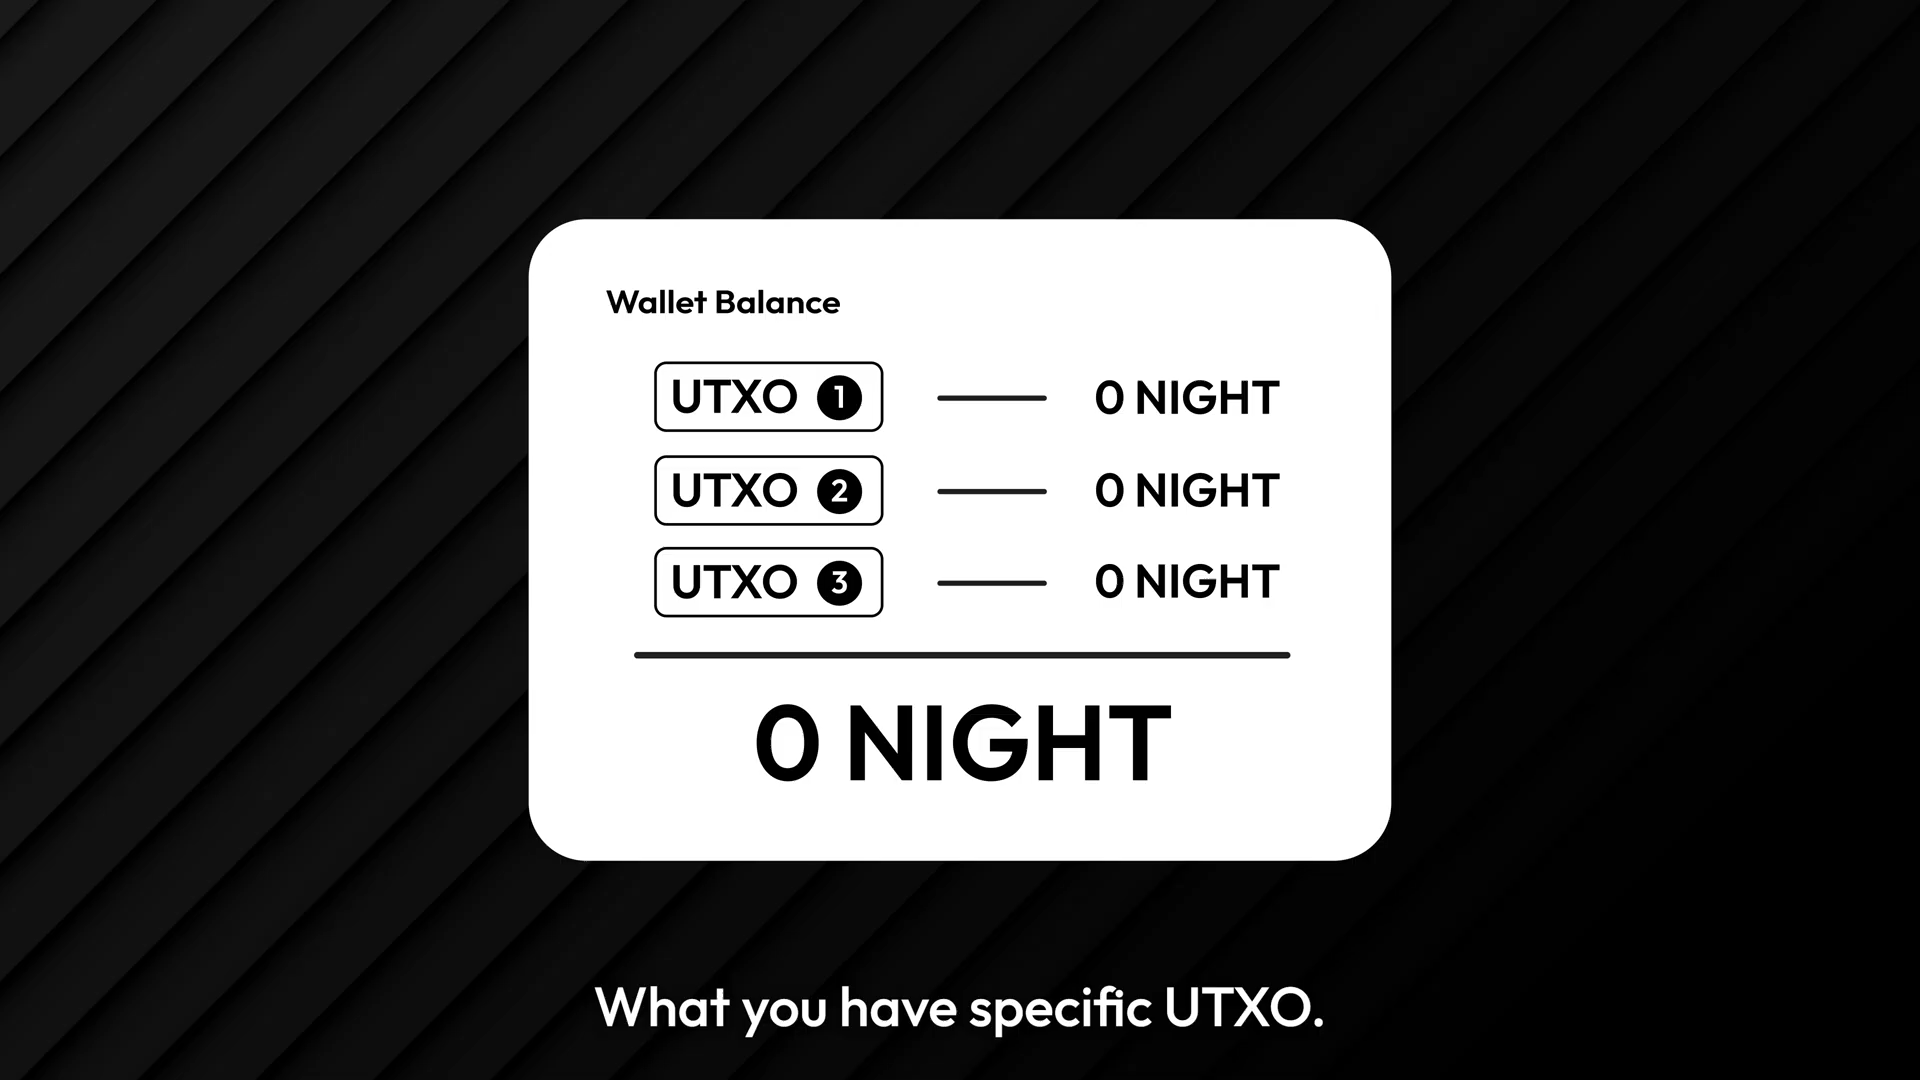 Wallet Balance
UTXO 1 0 NIGHT
UTXO 2 0 NIGHT
UTXO 3 0 NIGHT
0 NIGHT
What you have specific UTXO.